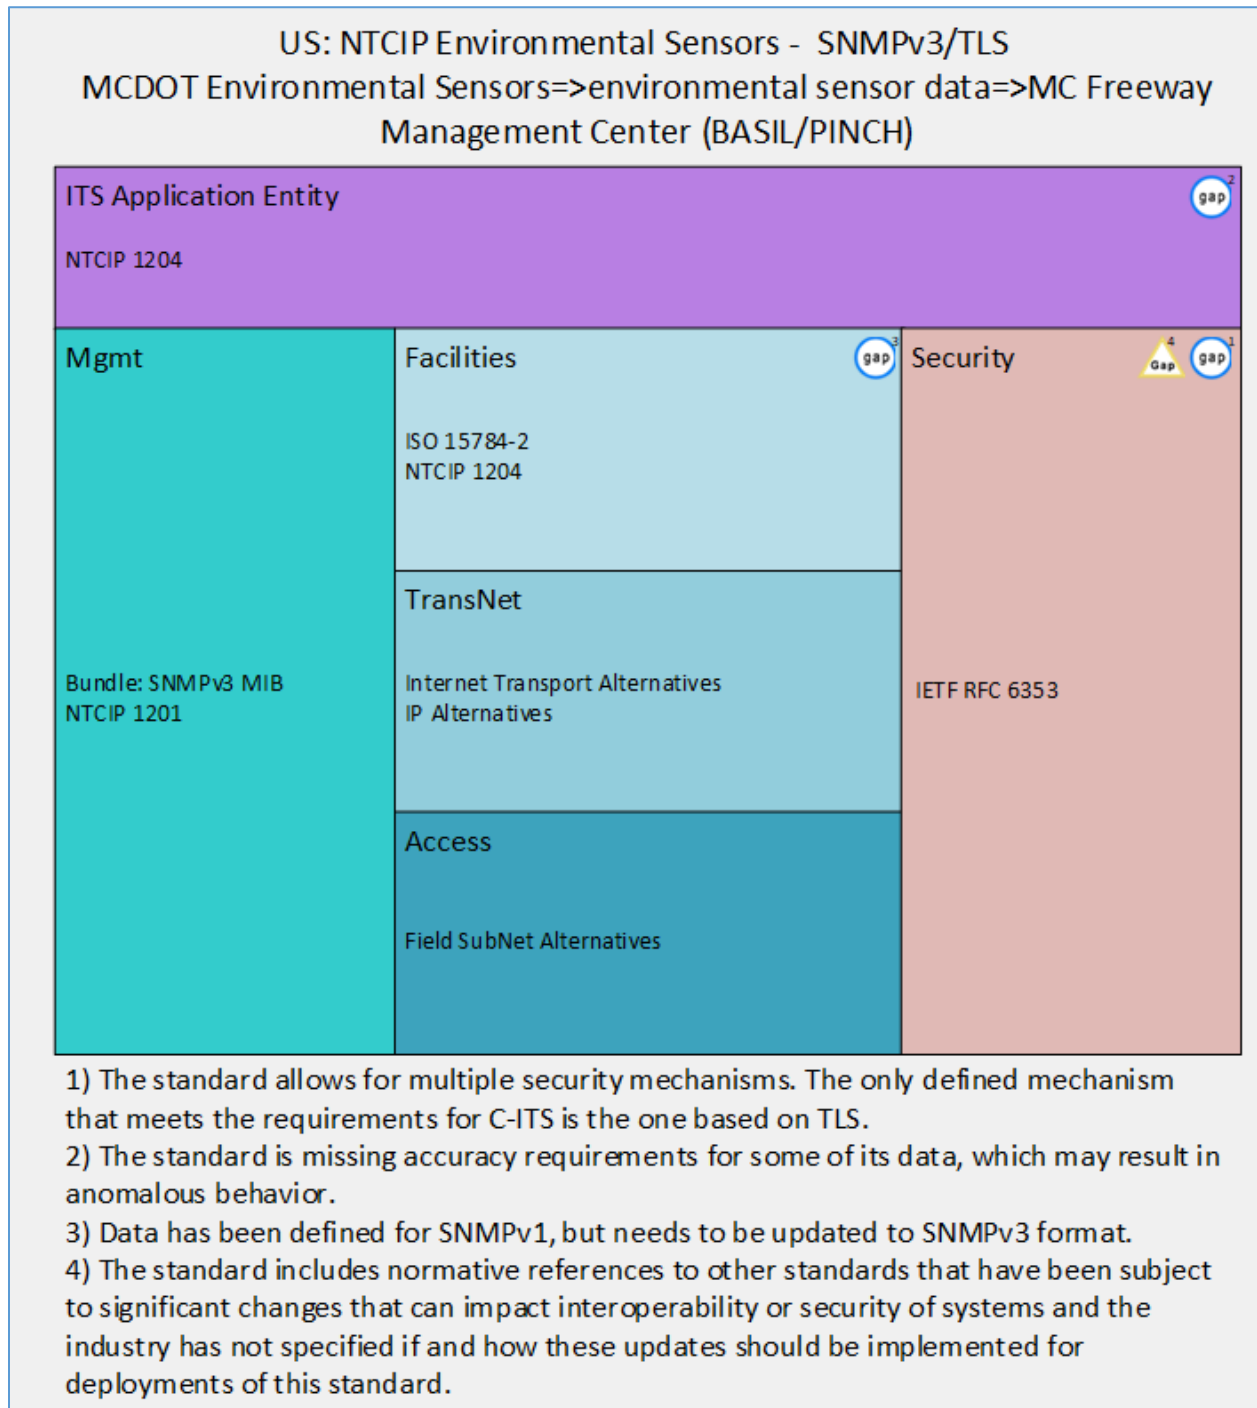 US: NTCIP Environmental Sensors - SNMPv3/TLS
MCDOT Environmental Sensors=>environmental sensor data=>MC Freeway
Management Center (BASIL/PINCH)
ITS Application Entity
gap 2
NTCIP 1204
Mgmt
Bundle: SNMPv3 MIB
NTCIP 1201
Facilities
gap 3
ISO 15784-2
NTCIP 1204
TransNet
Internet Transport Alternatives
IP Alternatives
Access
Field SubNet Alternatives
Security
Gap 4
gap 1
IETF RFC 6353
1) The standard allows for multiple security mechanisms. The only defined mechanism
that meets the requirements for C-ITS is the one based on TLS.
2) The standard is missing accuracy requirements for some of its data, which may result in
anomalous behavior.
3) Data has been defined for SNMPv1, but needs to be updated to SNMPv3 format.
4) The standard includes normative references to other standards that have been subject
to significant changes that can impact interoperability or security of systems and the
industry has not specified if and how these updates should be implemented for
deployments of this standard.